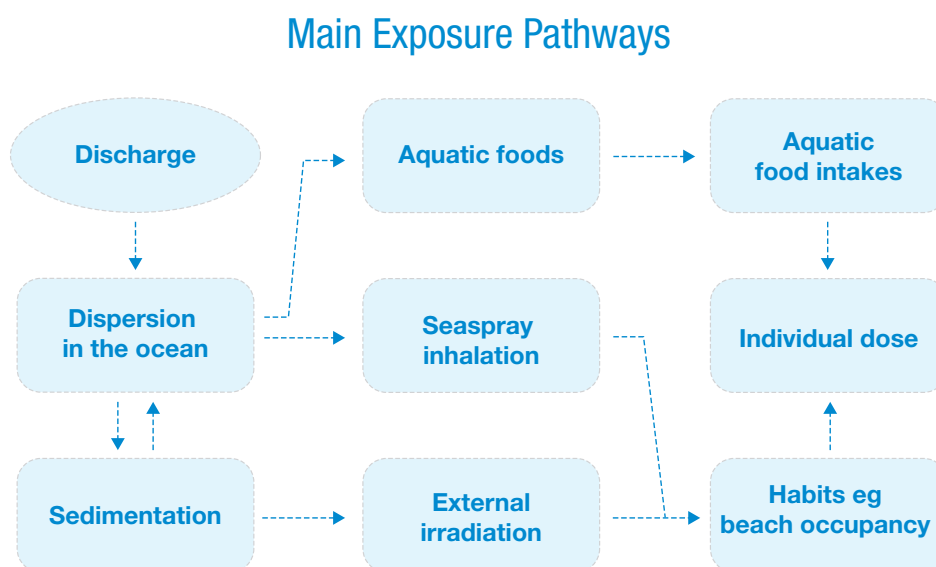 Main Exposure Pathways
Discharge
Aquatic foods
Aquatic
food intakes
Dispersion
in the ocean
Seaspray
inhalation
Individual dose
Sedimentation
External
irradiation
Habits eg
beach occupancy